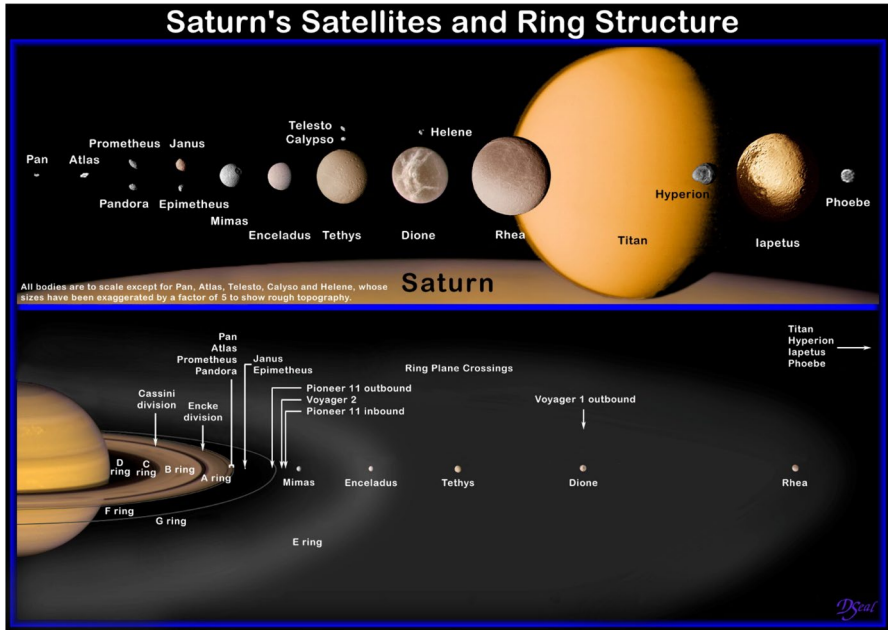 Saturn's Satellites and Ring Structure
Pan
Atlas
Prometheus
Pandora
Janus
Epimetheus
Mimas
Enceladus
Telesto
Calypso
Tethys
Helene
Dione
Rhea
Titan
Hyperion
Iapetus
Phoebe
All bodies are to scale except for Pan, Atlas, Telesto, Calyso and Helene, whose
sizes have been exaggerated by a factor of 5 to show rough topography.
Saturn
Pan
Atlas
Prometheus
Pandora
Janus
Epimetheus
Ring Plane Crossings
Titan
Hyperion
Iapetus
Phoebe
Cassini
division
Encke
division
Pioneer 11 outbound
Voyager 2
Pioneer 11 inbound
Voyager 1 outbound
D
ring
C
ring
B ring
A ring
F ring
G ring
E ring
Mimas
Enceladus
Tethys
Dione
Rhea
DSeal